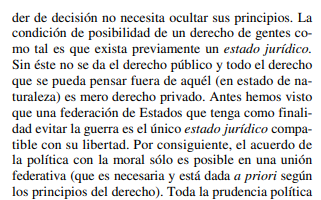 der de decisión no necesita ocultar sus principios. La
condición de posibilidad de un derecho de gentes co-
mo tal es que exista previamente un estado jurídico.
Sin éste no se da el derecho público y todo el derecho
que se pueda pensar fuera de aquél (en estado de na-
turaleza) es mero derecho privado. Antes hemos visto
que una federación de Estados que tenga como finali-
dad evitar la guerra es el único estado jurídico compa-
tible con su libertad. Por consiguiente, el acuerdo de
la política con la moral sólo es posible en una unión
federativa (que es necesaria y está dada a priori según
los principios del derecho). Toda la prudencia política